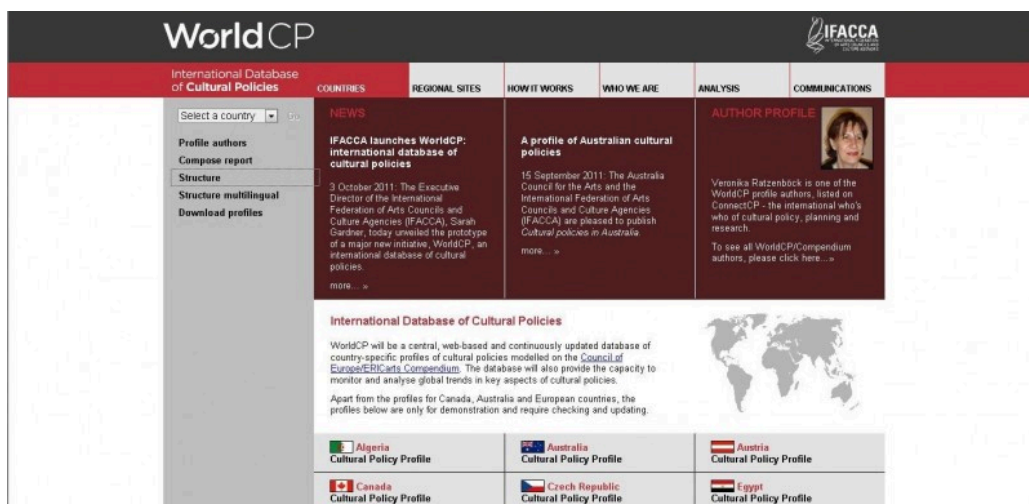 WorldCP
IFACCA
INTERNATIONAL FEDERATION
OF ARTS COUNCILS AND
CULTURE AGENCIES
International Database
of Cultural Policies
COUNTRIES
REGIONAL SITES
HOW IT WORKS
WHO WE ARE
ANALYSIS
COMMUNICATIONS
Select a country
Go
Profile authors
Compose report
Structure
Structure multilingual
Download profiles
NEWS
IFACCA launches WorldCP:
international database of
cultural policies
3 October 2011: The Executive
Director of the International
Federation of Arts Councils and
Culture Agencies (IFACCA), Sarah
Gardner, today unveiled the prototype
of a major new initiative, WorldCP, an
international database of cultural
policies.
more... »
A profile of Australian cultural
policies
15 September 2011: The Australia
Council for the Arts and the
International Federation of Arts
Councils and Culture Agencies
(IFACCA) are pleased to publish
Cultural policies in Australia.
more... »
AUTHOR PROFILE
Veronika Ratzenböck is one of the
WorldCP profile authors, listed on
ConnectCP - the international who's
who of cultural policy, planning and
research.
To see all WorldCP/Compendium
authors, please click here...»
International Database of Cultural Policies
WorldCP will be a central, web-based and continuously updated database of
country-specific profiles of cultural policies modelled on the Council of
Europe/ERICarts Compendium. The database will also provide the capacity to
monitor and analyse global trends in key aspects of cultural policies.
Apart from the profiles for Canada, Australia and European countries, the
profiles below are only for demonstration and require checking and updating.
Algeria
Cultural Policy Profile
Australia
Cultural Policy Profile
Austria
Cultural Policy Profile
Canada
Cultural Policy Profile
Czech Republic
Cultural Policy Profile
Egypt
Cultural Policy Profile